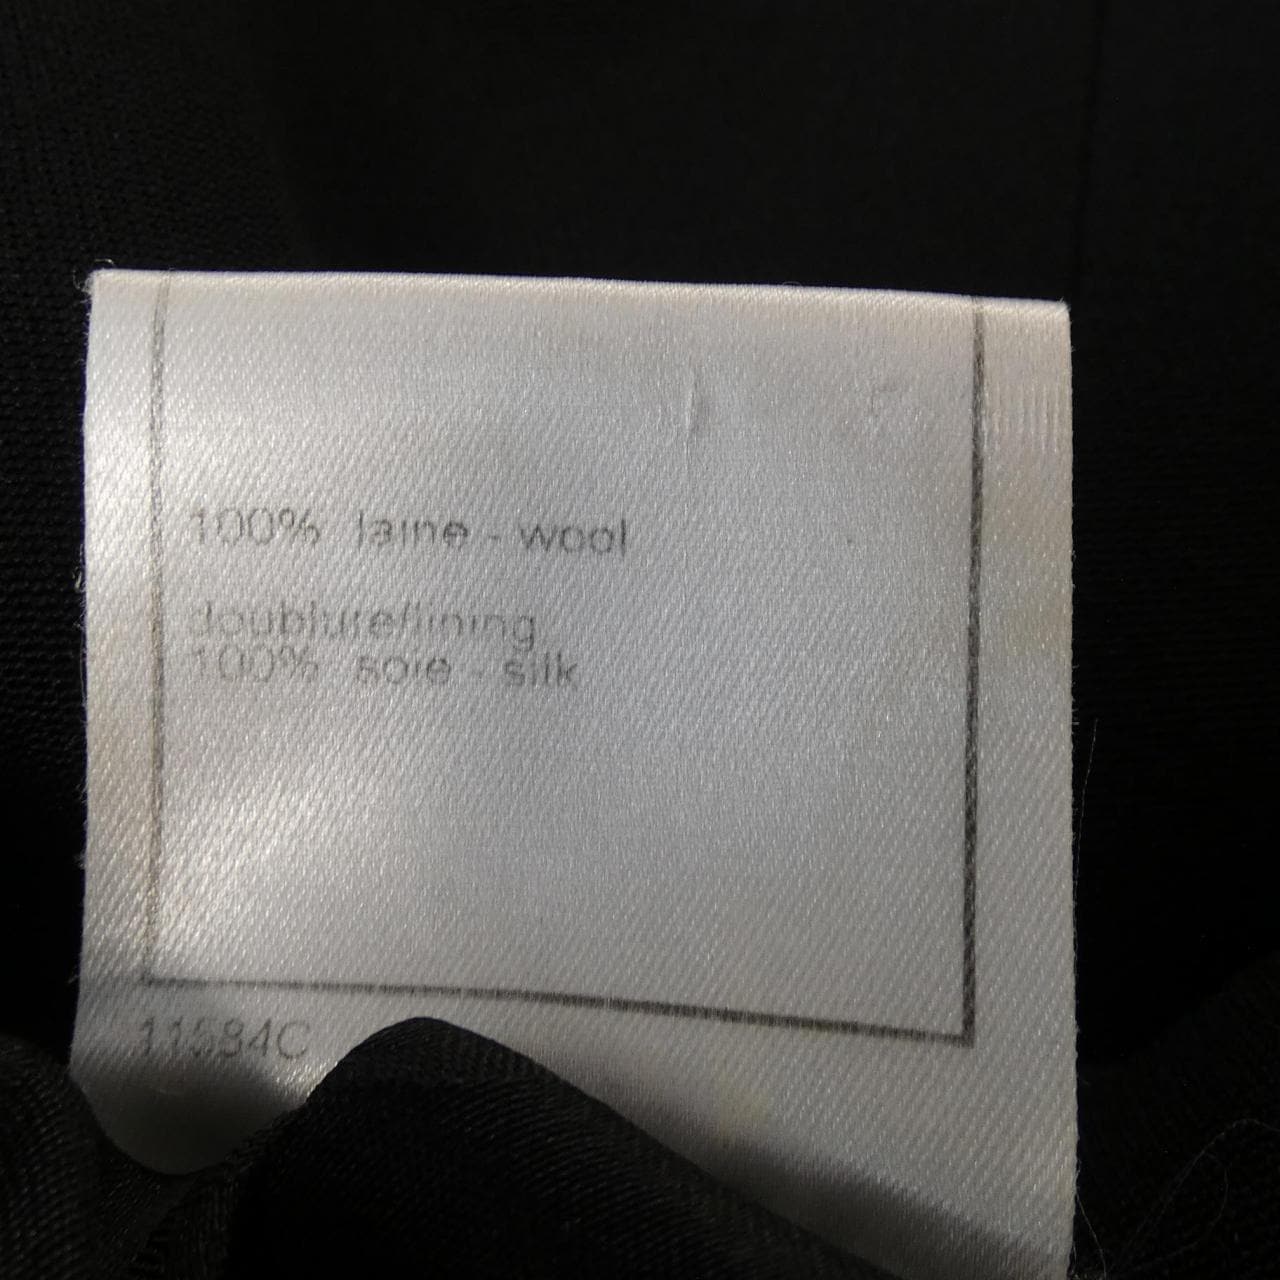 100% laine - wool
doublure/lining
100% soie - silk
11584C